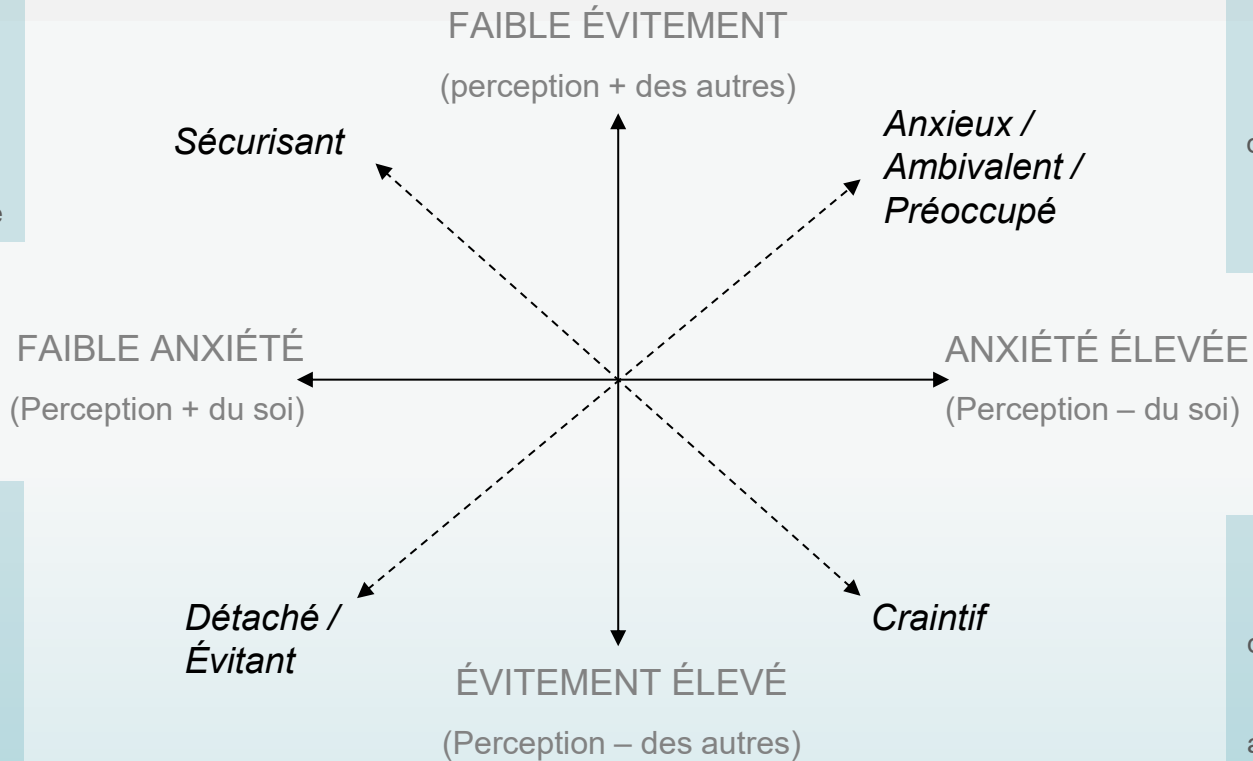 FAIBLE ÉVITEMENT
(perception + des autres)
Sécurisant
Anxieux /
Ambivalent /
Préoccupé
FAIBLE ANXIÉTÉ
(Perception + du soi)
ANXIÉTÉ ÉLEVÉE
(Perception – du soi)
Détaché /
Évitant
Craintif
ÉVITEMENT ÉLEVÉ
(Perception – des autres)